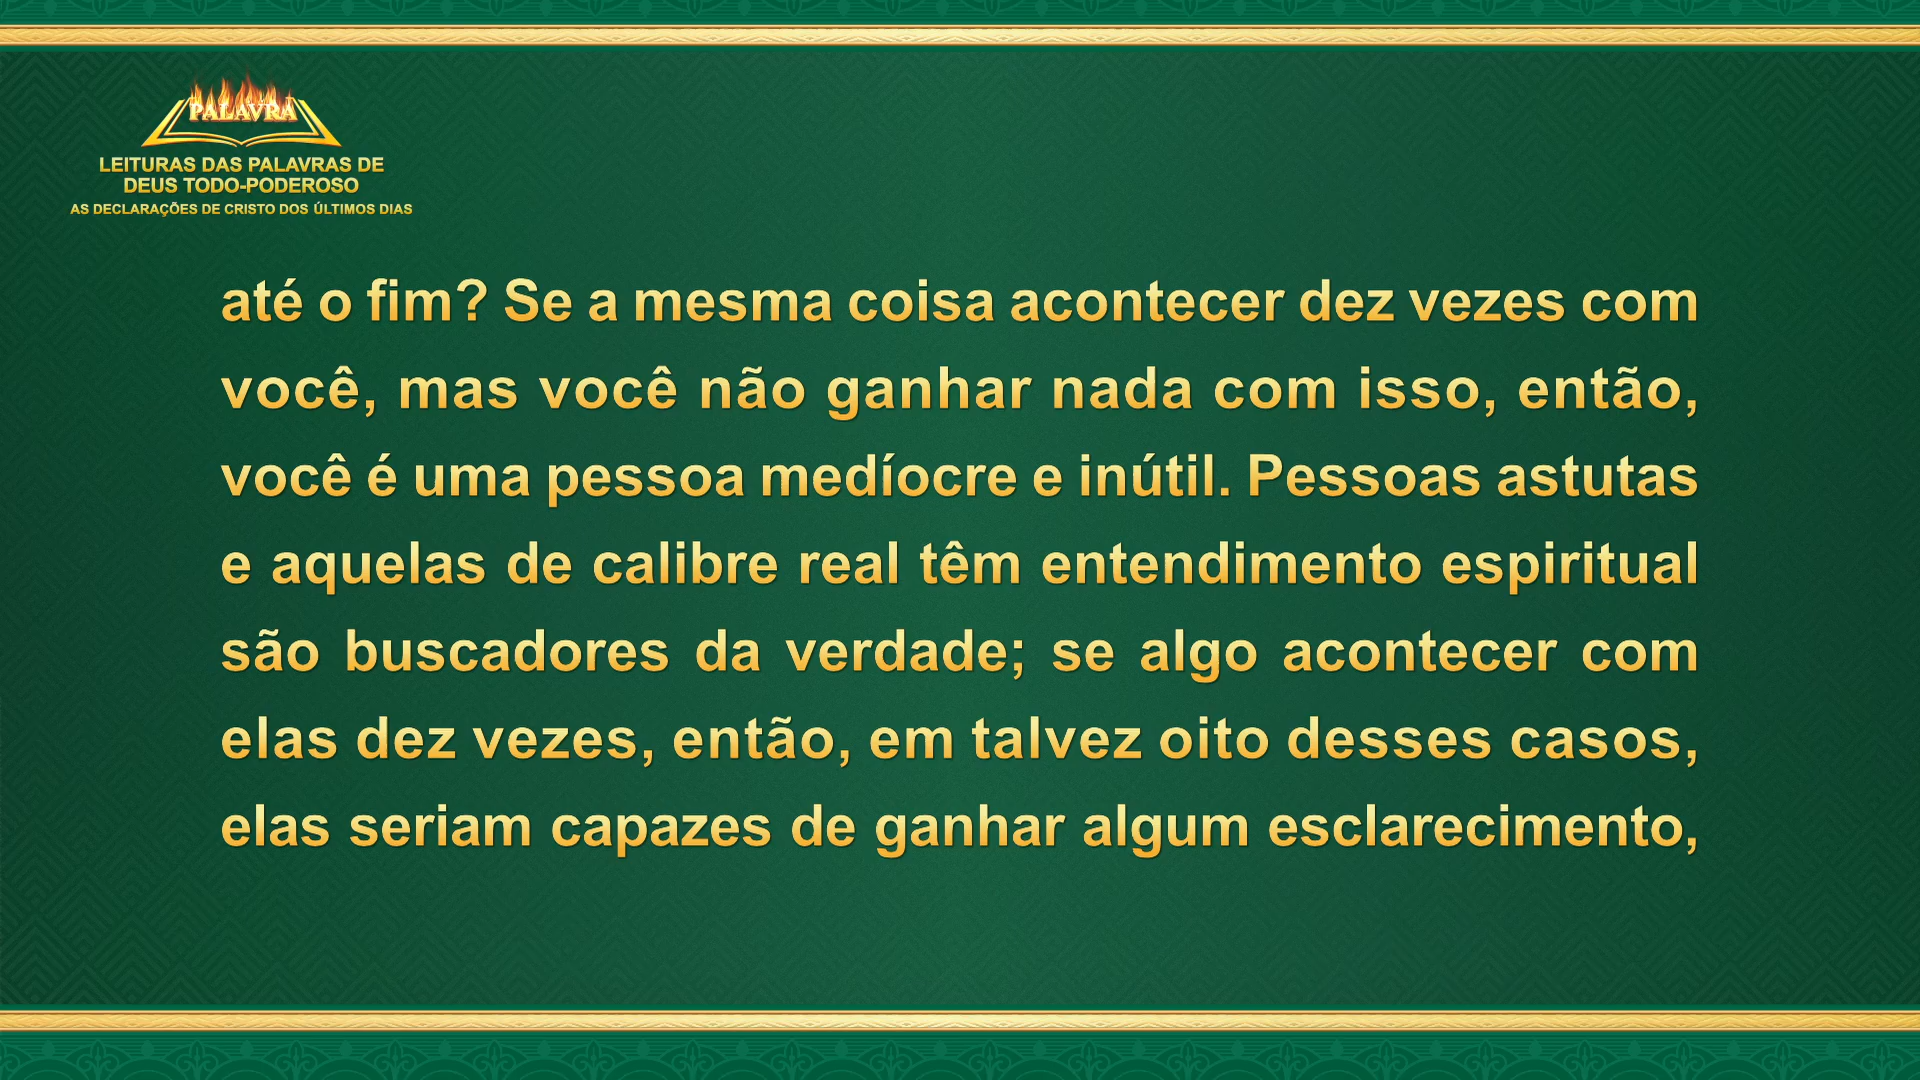 PALAVRA
LEITURAS DAS PALAVRAS DE
DEUS TODO-PODEROSO
AS DECLARAÇÕES DE CRISTO DOS ÚLTIMOS DIAS
até o fim? Se a mesma coisa acontecer dez vezes com
você, mas você não ganhar nada com isso, então,
você é uma pessoa medíocre e inútil. Pessoas astutas
e aquelas de calibre real têm entendimento espiritual
são buscadores da verdade; se algo acontecer com
elas dez vezes, então, em talvez oito desses casos,
elas seriam capazes de ganhar algum esclarecimento,